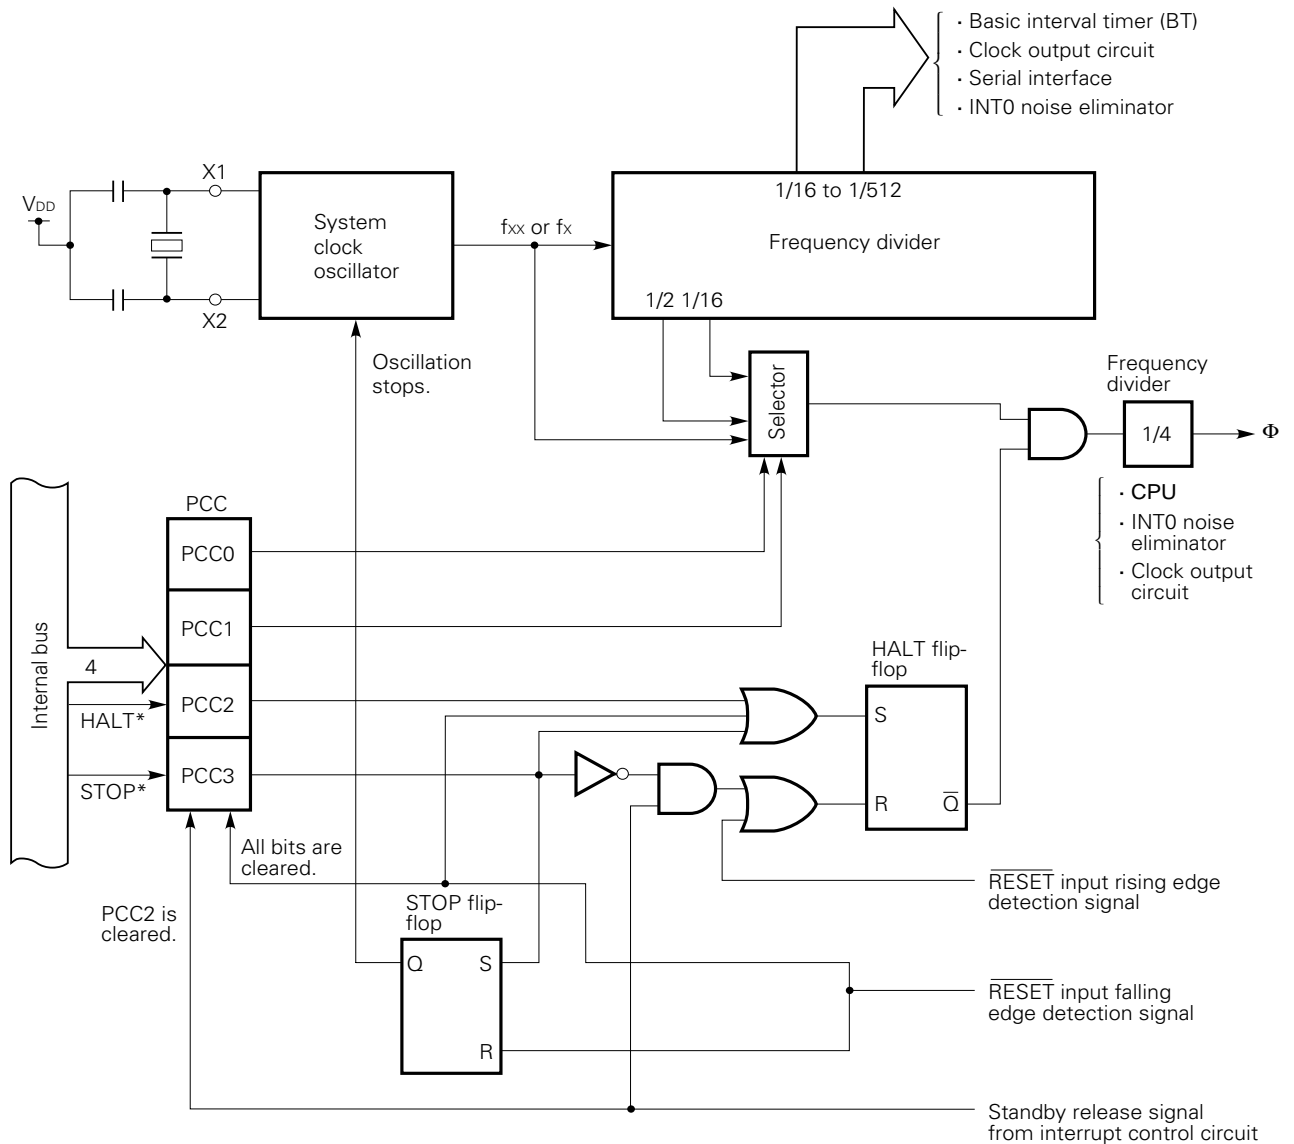 · Basic interval timer (BT)
· Clock output circuit
· Serial interface
· INT0 noise eliminator
X1
VDD
System
clock
oscillator
fXX or fX
1/16 to 1/512
Frequency divider
1/2 1/16
X2
Oscillation
stops.
Selector
Frequency
divider
1/4
Φ
· CPU
· INT0 noise
eliminator
· Clock output
circuit
PCC
PCC0
PCC1
PCC2
PCC3
Internal bus
4
HALT*
STOP*
HALT flip-
flop
S
R
Q̅
All bits are
cleared.
PCC2 is
cleared.
STOP flip-
flop
Q
S
R
R̅E̅S̅E̅T̅ input rising edge
detection signal
R̅E̅S̅E̅T̅ input falling
edge detection signal
Standby release signal
from interrupt control circuit